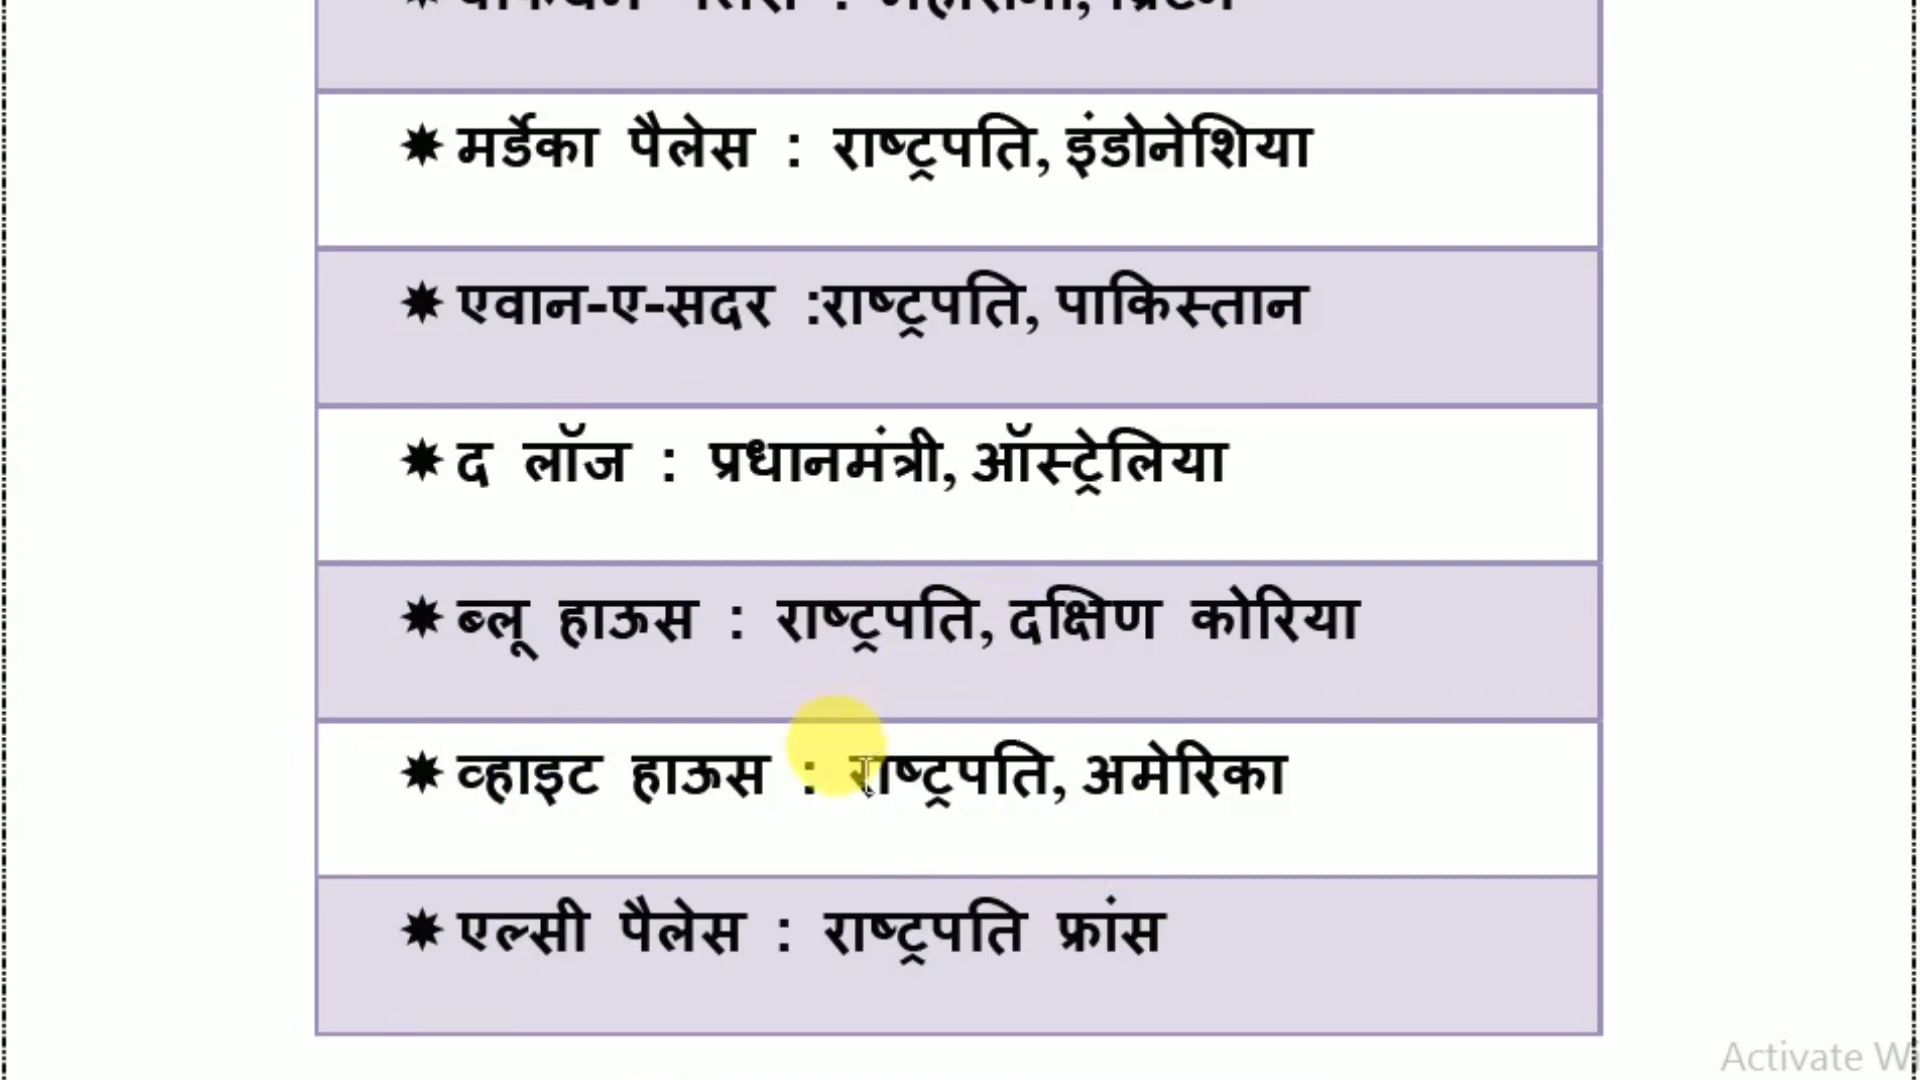 ✷ मर्डेका पैलेस : राष्ट्रपति, इंडोनेशिया
✷ एवान-ए-सदर :राष्ट्रपति, पाकिस्तान
✷ द लॉज : प्रधानमंत्री, ऑस्ट्रेलिया
✷ ब्लू हाऊस : राष्ट्रपति, दक्षिण कोरिया
✷ व्हाइट हाऊस : राष्ट्रपति, अमेरिका
✷ एल्सी पैलेस : राष्ट्रपति फ्रांस
Activate